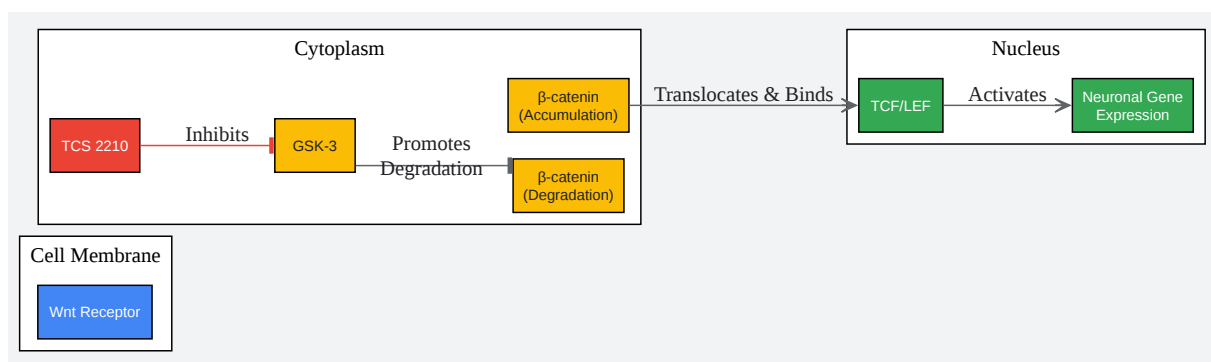 Cytoplasm
TCS 2210
Inhibits
GSK-3
Promotes
Degradation
β-catenin
(Accumulation)
β-catenin
(Degradation)
Translocates & Binds
Nucleus
TCF/LEF
Activates
Neuronal Gene
Expression
Cell Membrane
Wnt Receptor